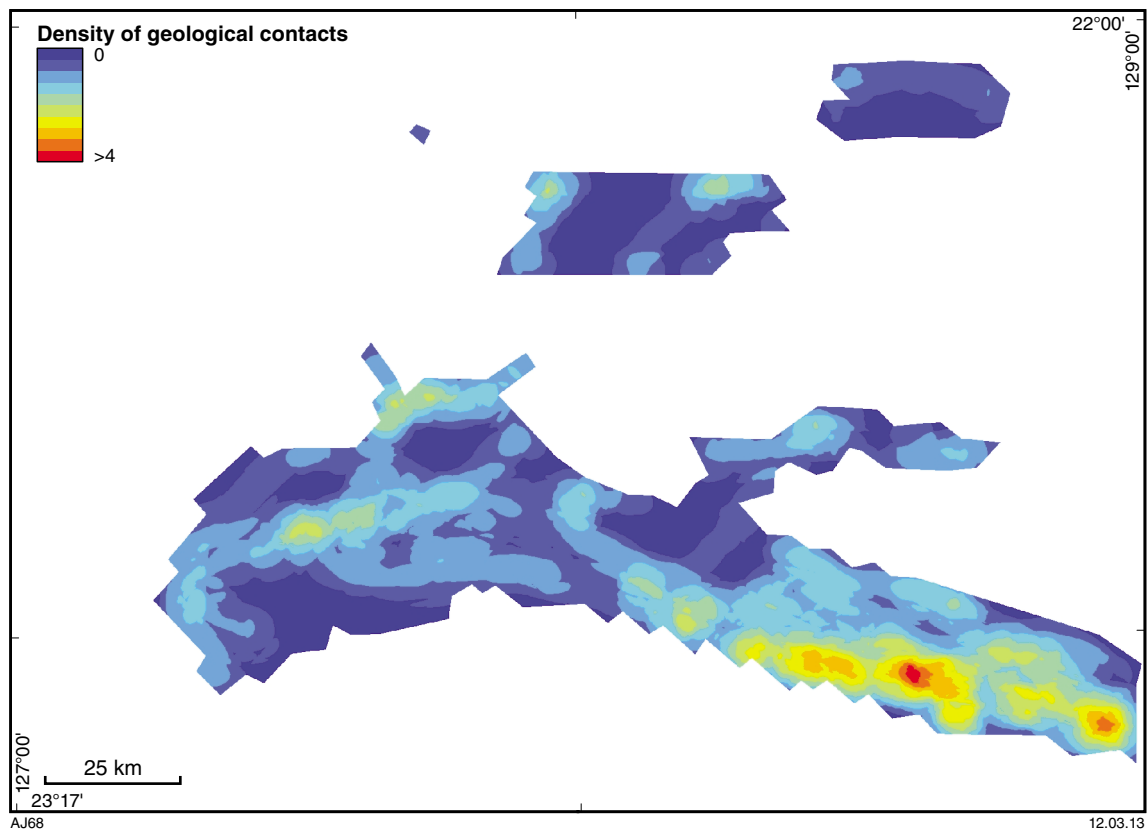 Density of geological contacts
0
>4
22°00'
129°00'
25 km
127°00'
23°17'
AJ68
12.03.13